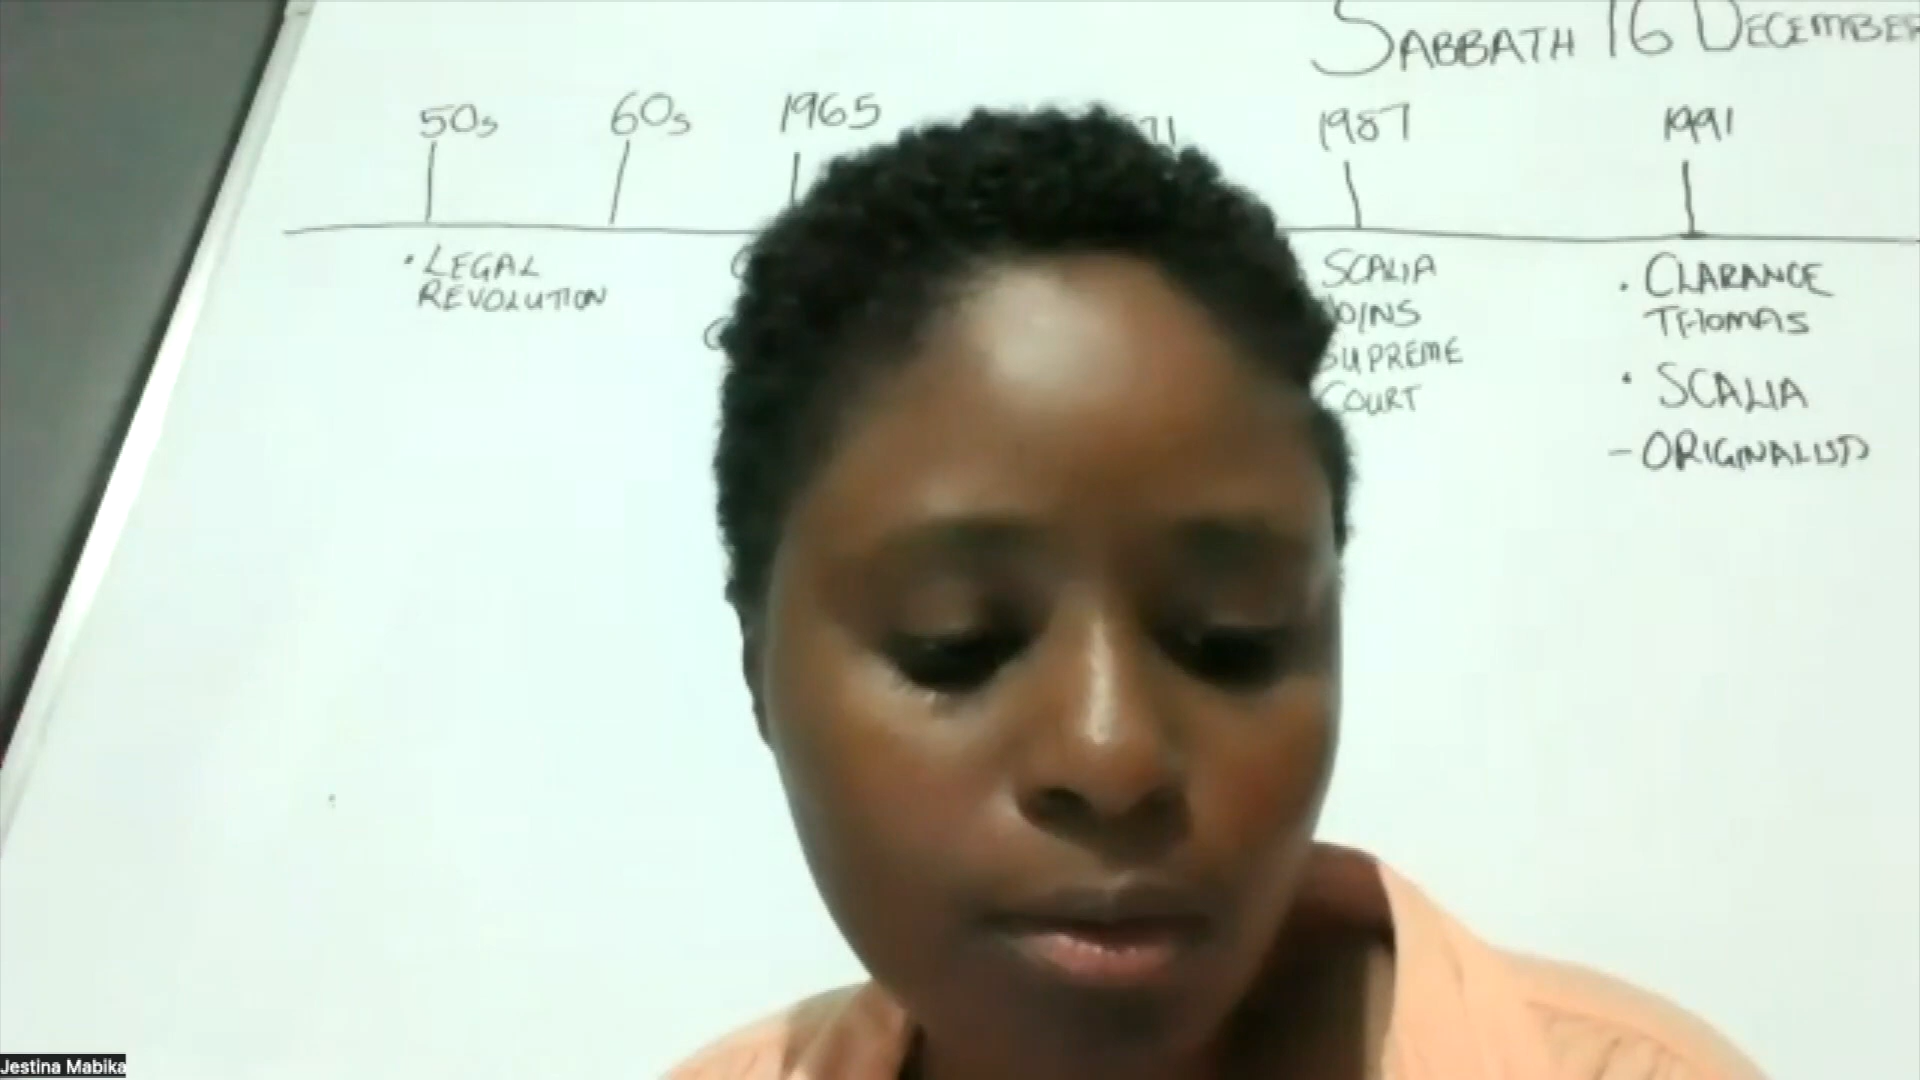 SABBATH 16 DECEMBER
50s 60s 1965 1987 1991
• LEGAL
REVOLUTION
SCALIA
JOINS
SUPREME
COURT
• CLARANCE
THOMAS
• SCALIA
- ORIGINALIST
Jestina Mabika